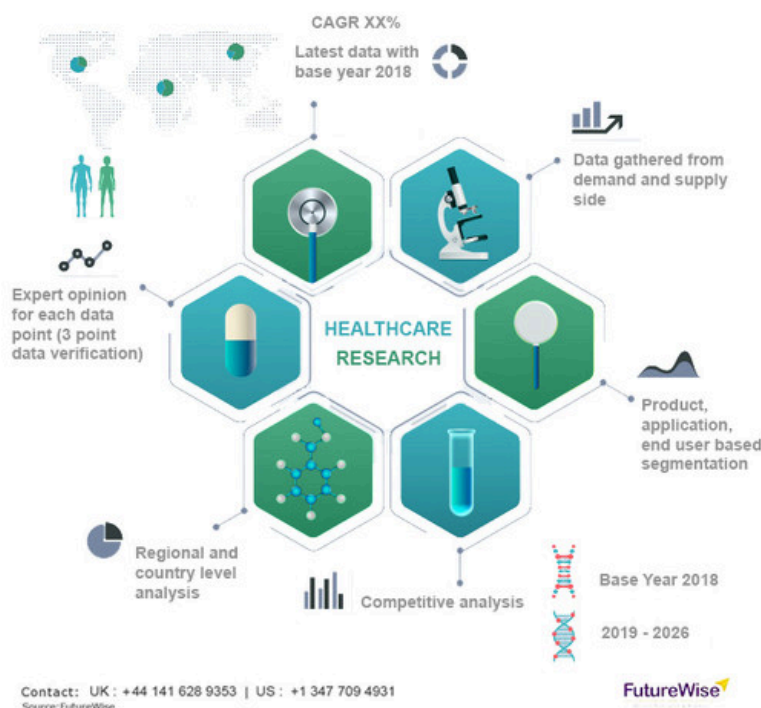 CAGR XX%
Latest data with
base year 2018
Data gathered from
demand and supply
side
Expert opinion
for each data
point (3 point
data verification)
HEALTHCARE
RESEARCH
Product,
application,
end user based
segmentation
Regional and
country level
analysis
Competitive analysis
Base Year 2018
2019 - 2026
Contact: UK : +44 141 628 9353 | US : +1 347 709 4931
Source:FutureWise
FutureWise